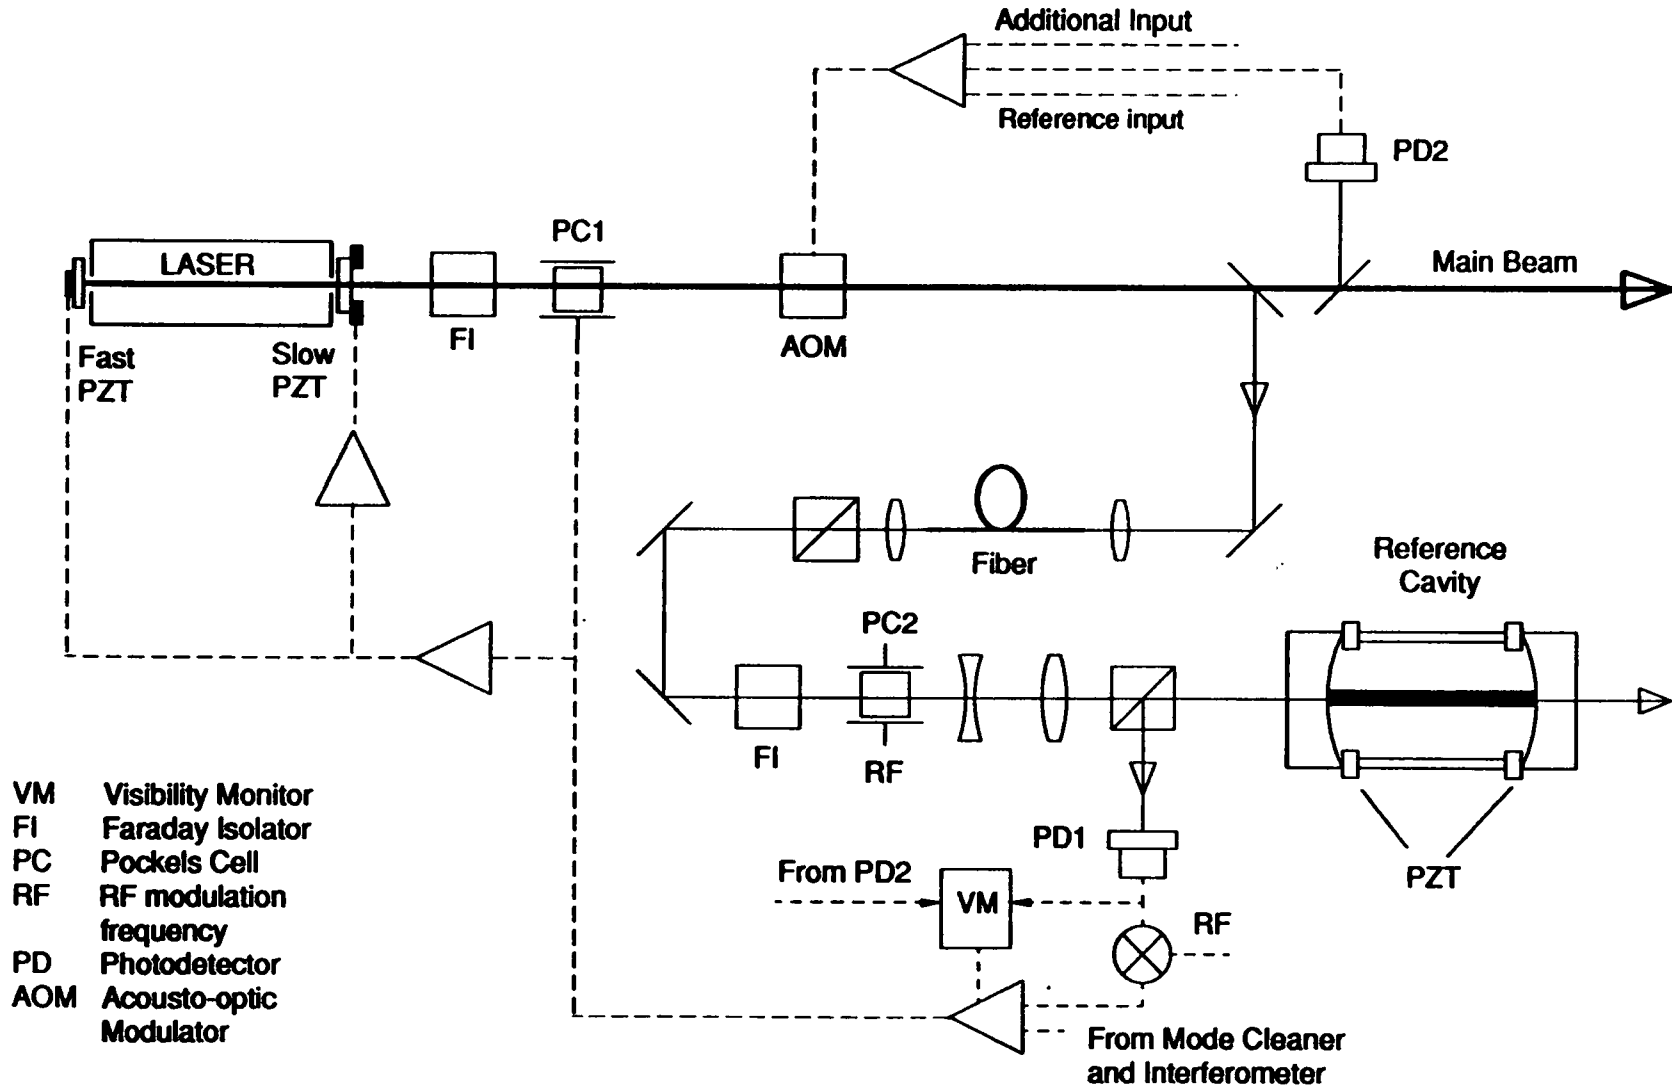 Additional Input
Reference input
PD2
PC1
LASER
Main Beam
FI
AOM
Fast
PZT
Slow
PZT
Fiber
Reference
Cavity
PC2
FI
RF
PD1
PZT
From PD2
VM
RF
From Mode Cleaner
and Interferometer
VM Visibility Monitor
FI Faraday Isolator
PC Pockels Cell
RF RF modulation
frequency
PD Photodetector
AOM Acousto-optic
Modulator